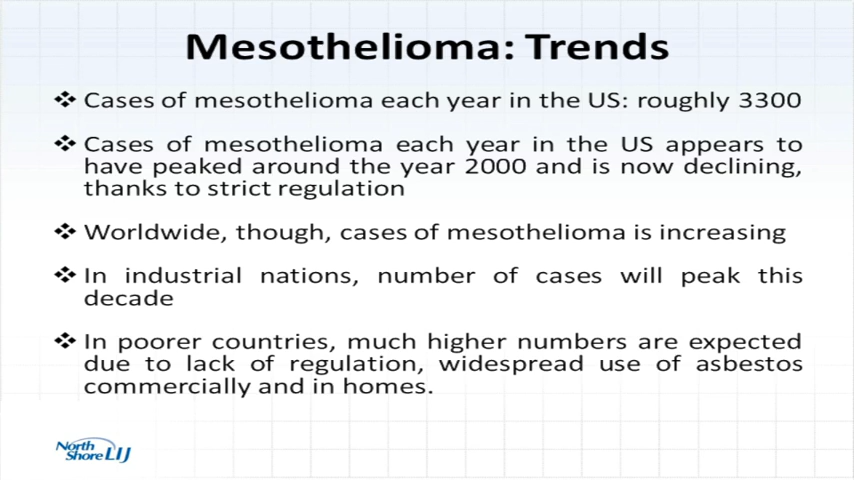 Mesothelioma: Trends
❖ Cases of mesothelioma each year in the US: roughly 3300
❖ Cases of mesothelioma each year in the US appears to
have peaked around the year 2000 and is now declining,
thanks to strict regulation
❖ Worldwide, though, cases of mesothelioma is increasing
❖ In industrial nations, number of cases will peak this
decade
❖ In poorer countries, much higher numbers are expected
due to lack of regulation, widespread use of asbestos
commercially and in homes.
North
Shore LIJ